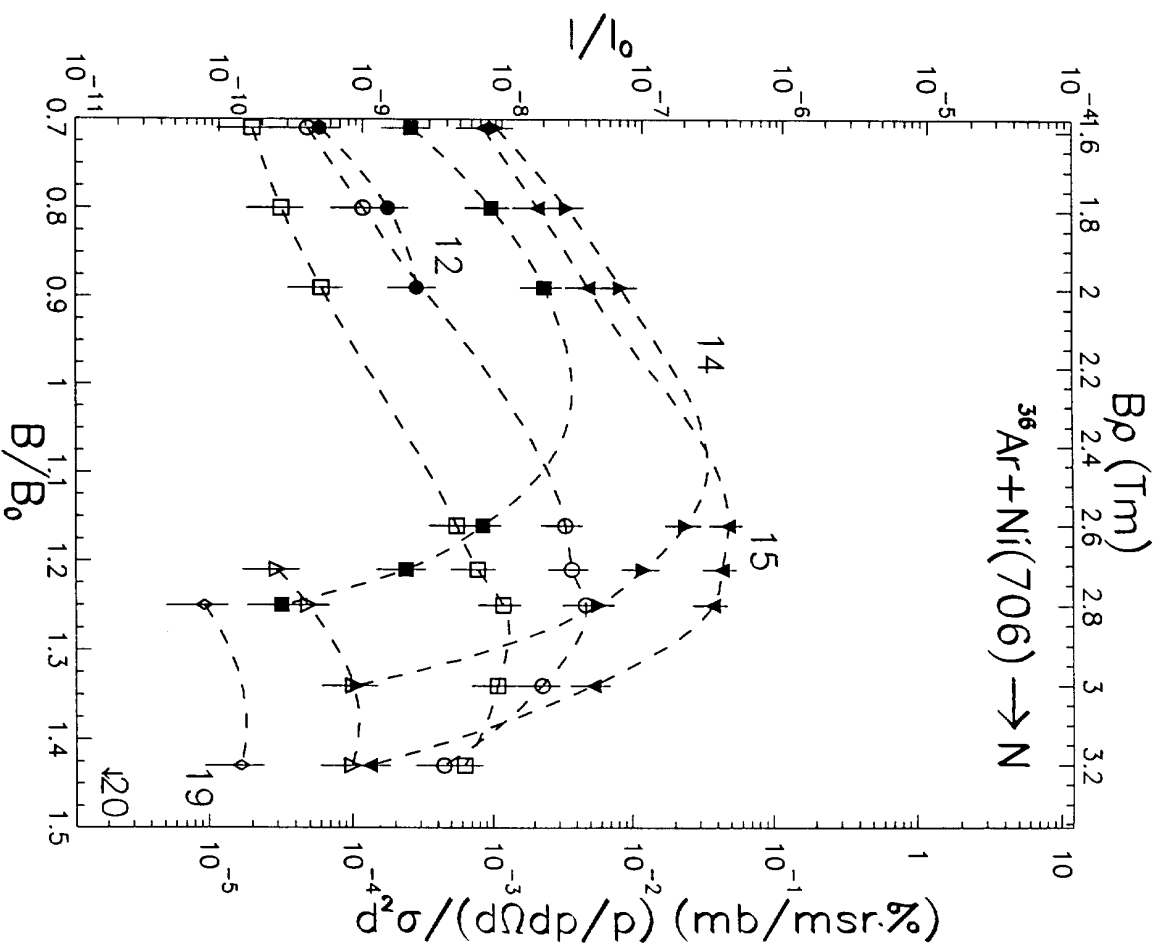 Bρ (Tm)
1.6 1.8 2 2.2 2.4 2.6 2.8 3 3.2
³⁶Ar+Ni(706) → N
I/I₀
10⁻⁴
10⁻⁵
10⁻⁶
10⁻⁷
10⁻⁸
10⁻⁹
10⁻¹⁰
10⁻¹¹
14
15
12
19
↓20
10
1
10⁻¹
10⁻²
10⁻³
10⁻⁴
10⁻⁵
d²σ/(dΩdp/p) (mb/msr.%)
0.7 0.8 0.9 1 1.1 1.2 1.3 1.4 1.5
B/B₀